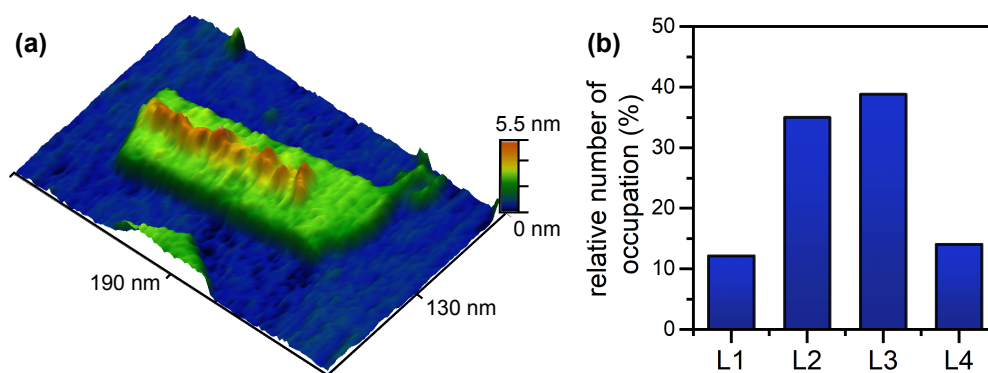 (a)
5.5 nm
0 nm
190 nm
130 nm
(b)
relative number of
occupation (%)
50
40
30
20
10
0
L1 L2 L3 L4